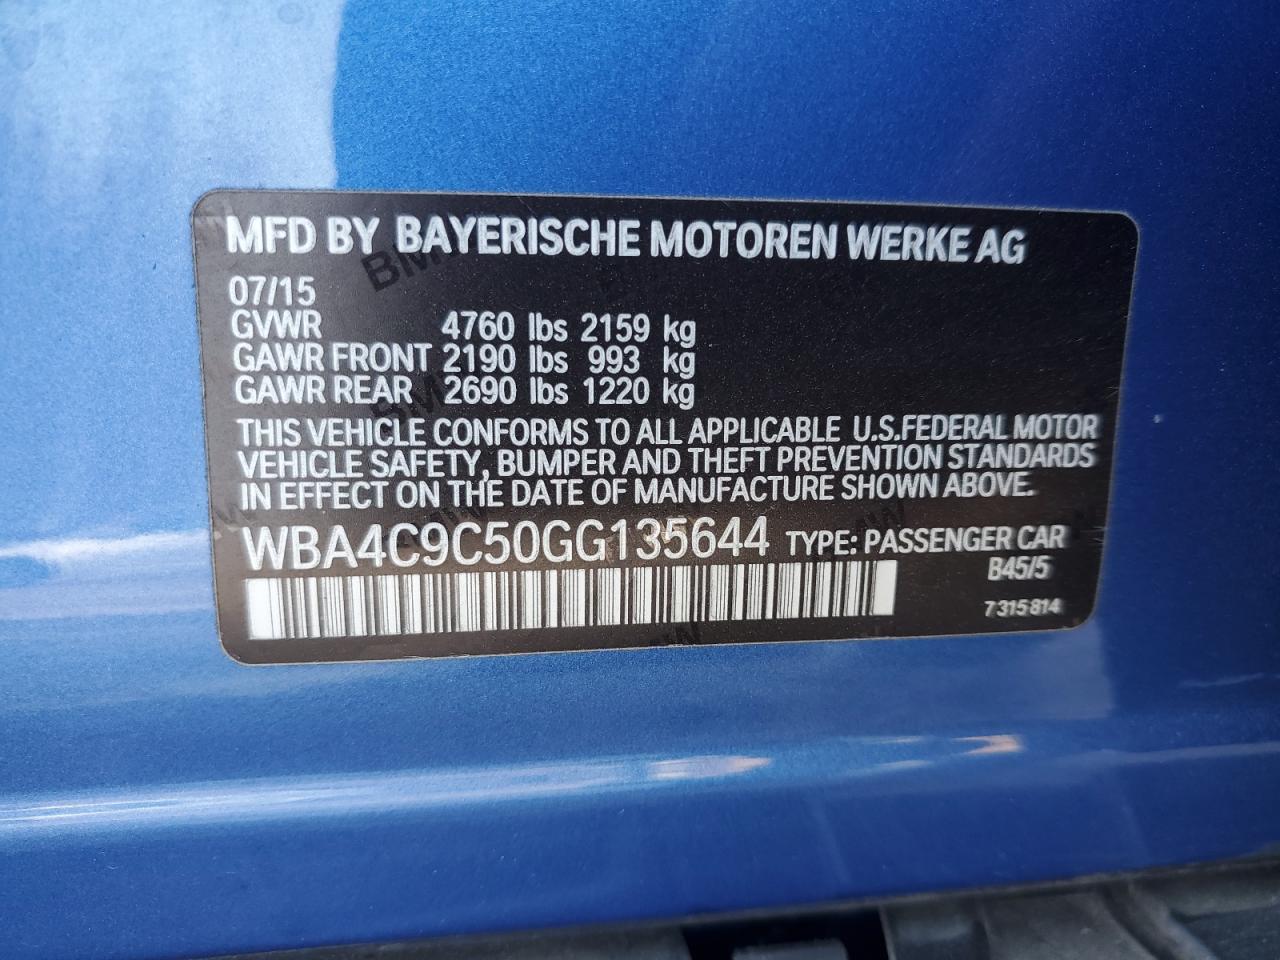 MFD BY BAYERISCHE MOTOREN WERKE AG
07/15
GVWR 4760 lbs 2159 kg
GAWR FRONT 2190 lbs 993 kg
GAWR REAR 2690 lbs 1220 kg
THIS VEHICLE CONFORMS TO ALL APPLICABLE U.S.FEDERAL MOTOR
VEHICLE SAFETY, BUMPER AND THEFT PREVENTION STANDARDS
IN EFFECT ON THE DATE OF MANUFACTURE SHOWN ABOVE.
WBA4C9C50GG135644 TYPE: PASSENGER CAR
B45/5
7 315 814